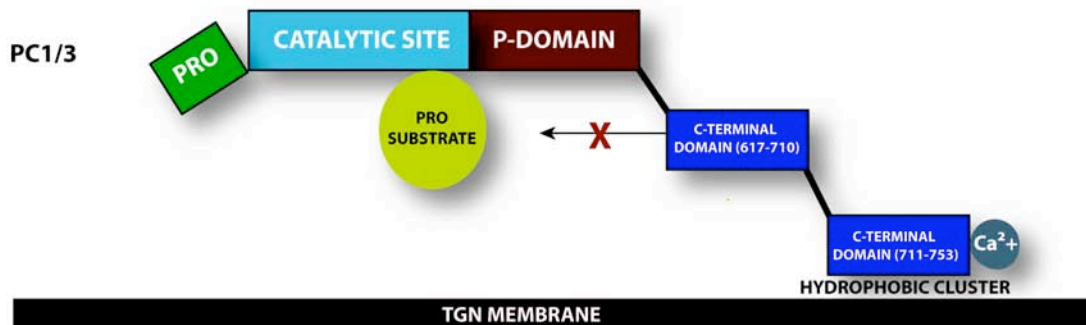 PC1/3
PRO
CATALYTIC SITE
P-DOMAIN
PRO
SUBSTRATE
X
C-TERMINAL
DOMAIN (617-710)
C-TERMINAL
DOMAIN (711-753)
Ca²+
HYDROPHOBIC CLUSTER
TGN MEMBRANE